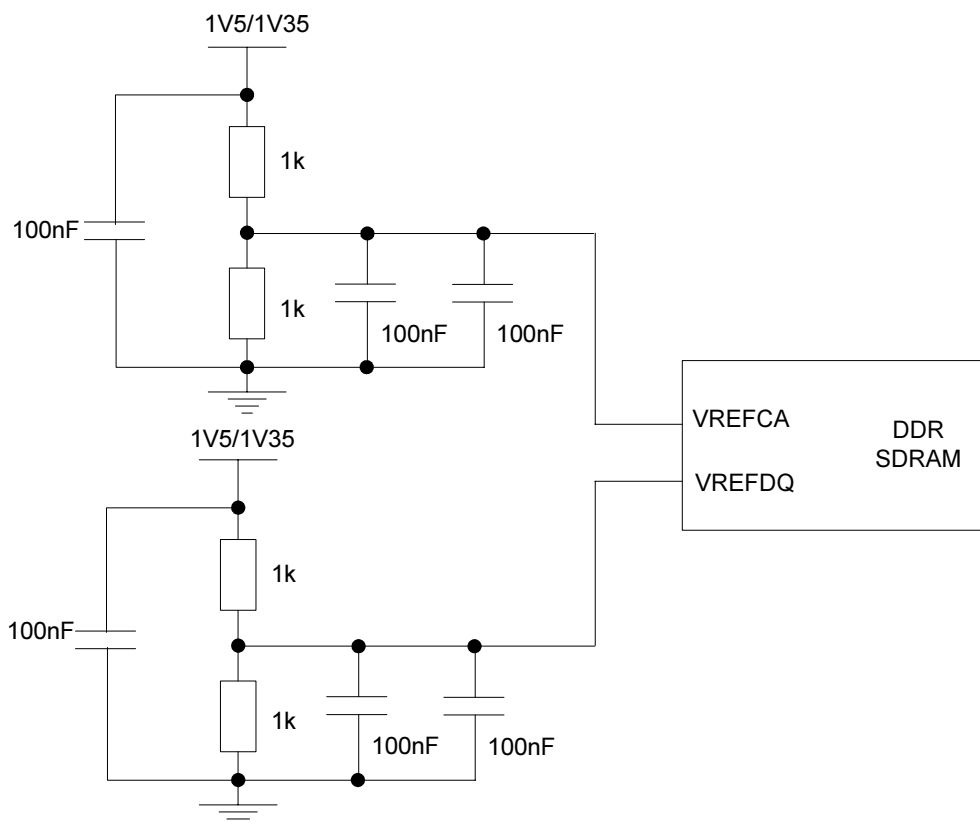 1V5/1V35
1k
100nF
1k
100nF
100nF
VREFCA
DDR
SDRAM
VREFDQ
1V5/1V35
1k
100nF
1k
100nF
100nF